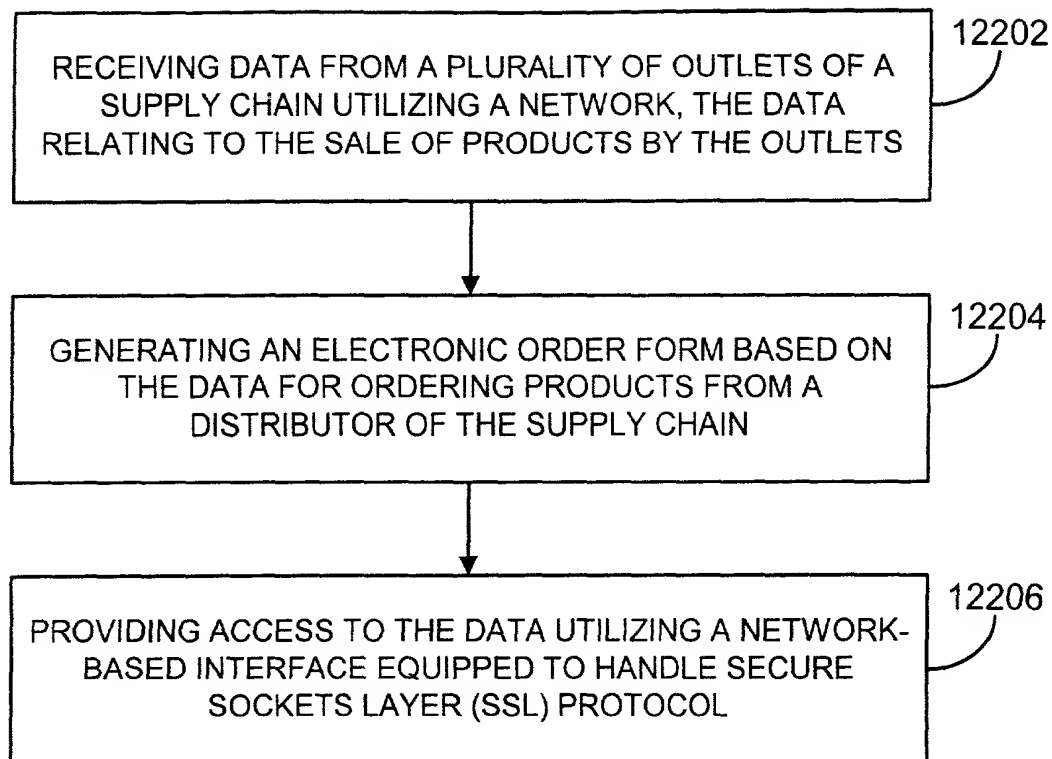 12202
RECEIVING DATA FROM A PLURALITY OF OUTLETS OF A
SUPPLY CHAIN UTILIZING A NETWORK, THE DATA
RELATING TO THE SALE OF PRODUCTS BY THE OUTLETS
12204
GENERATING AN ELECTRONIC ORDER FORM BASED ON
THE DATA FOR ORDERING PRODUCTS FROM A
DISTRIBUTOR OF THE SUPPLY CHAIN
12206
PROVIDING ACCESS TO THE DATA UTILIZING A NETWORK-
BASED INTERFACE EQUIPPED TO HANDLE SECURE
SOCKETS LAYER (SSL) PROTOCOL